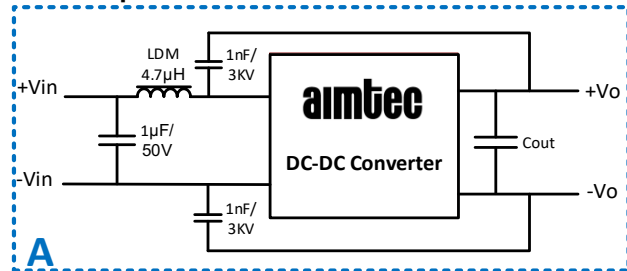 LDM
4.7µH
1nF/
3KV
+Vin
aimtec
+Vo
1µF/
50V
Cout
DC-DC Converter
-Vin
-Vo
1nF/
3KV
A